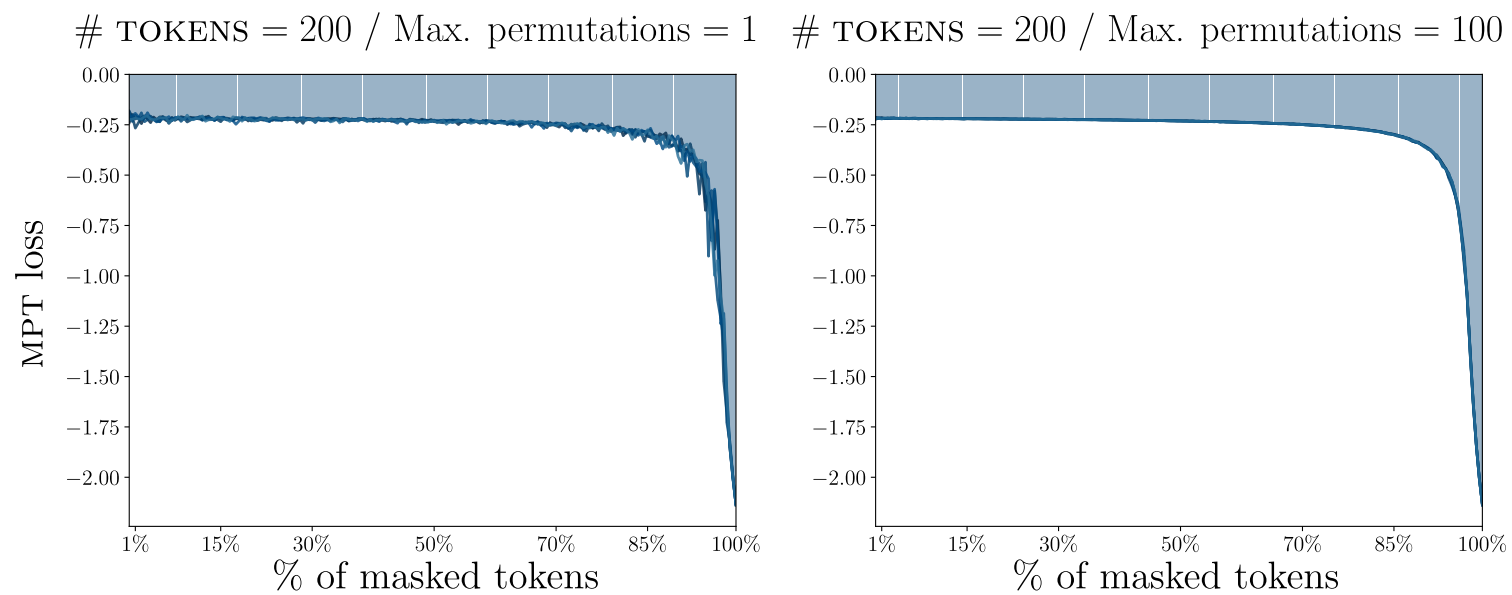 # TOKENS = 200 / Max. permutations = 1
# TOKENS = 200 / Max. permutations = 100
MPT loss
0.00
−0.25
−0.50
−0.75
−1.00
−1.25
−1.50
−1.75
−2.00
1% 15% 30% 50% 70% 85% 100%
% of masked tokens
0.00
−0.25
−0.50
−0.75
−1.00
−1.25
−1.50
−1.75
−2.00
1% 15% 30% 50% 70% 85% 100%
% of masked tokens